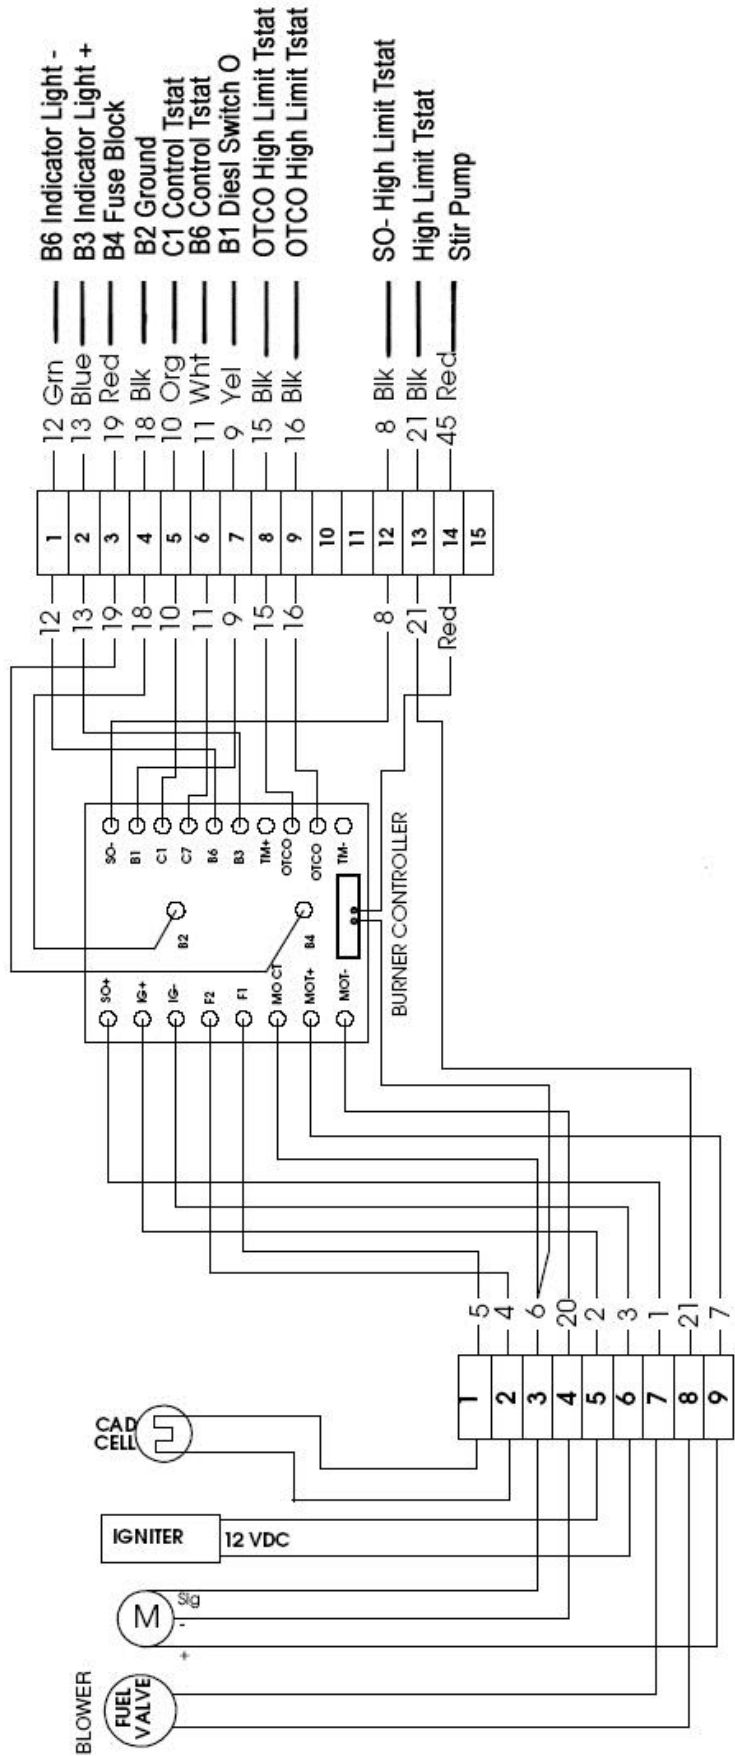 B6 Indicator Light -
B3 Indicator Light +
B4 Fuse Block
B2 Ground
C1 Control Tstat
B6 Control Tstat
B1 Diesl Switch O
OTCO High Limit Tstat
OTCO High Limit Tstat
SO- High Limit Tstat
High Limit Tstat
Stir Pump
12 Grn
13 Blue
19 Red
18 Blk
10 Org
11 Wht
9 Yel
15 Blk
16 Blk
8 Blk
21 Blk
45 Red
1
2
3
4
5
6
7
8
9
10
11
12
13
14
15
12
13
19
18
10
11
9
15
16
8
21
Red
SO-
B1
C1
C7
B6
B3
TM+
OTCO
OTCO
TM-
B2
B4
SO+
IG+
IG-
F2
F1
MO CT
MOT+
MOT-
BURNER CONTROLLER
5
4
6
20
2
3
1
21
7
1
2
3
4
5
6
7
8
9
CAD
CELL
IGNITER
12 VDC
M
Sig
-
+
BLOWER
FUEL
VALVE